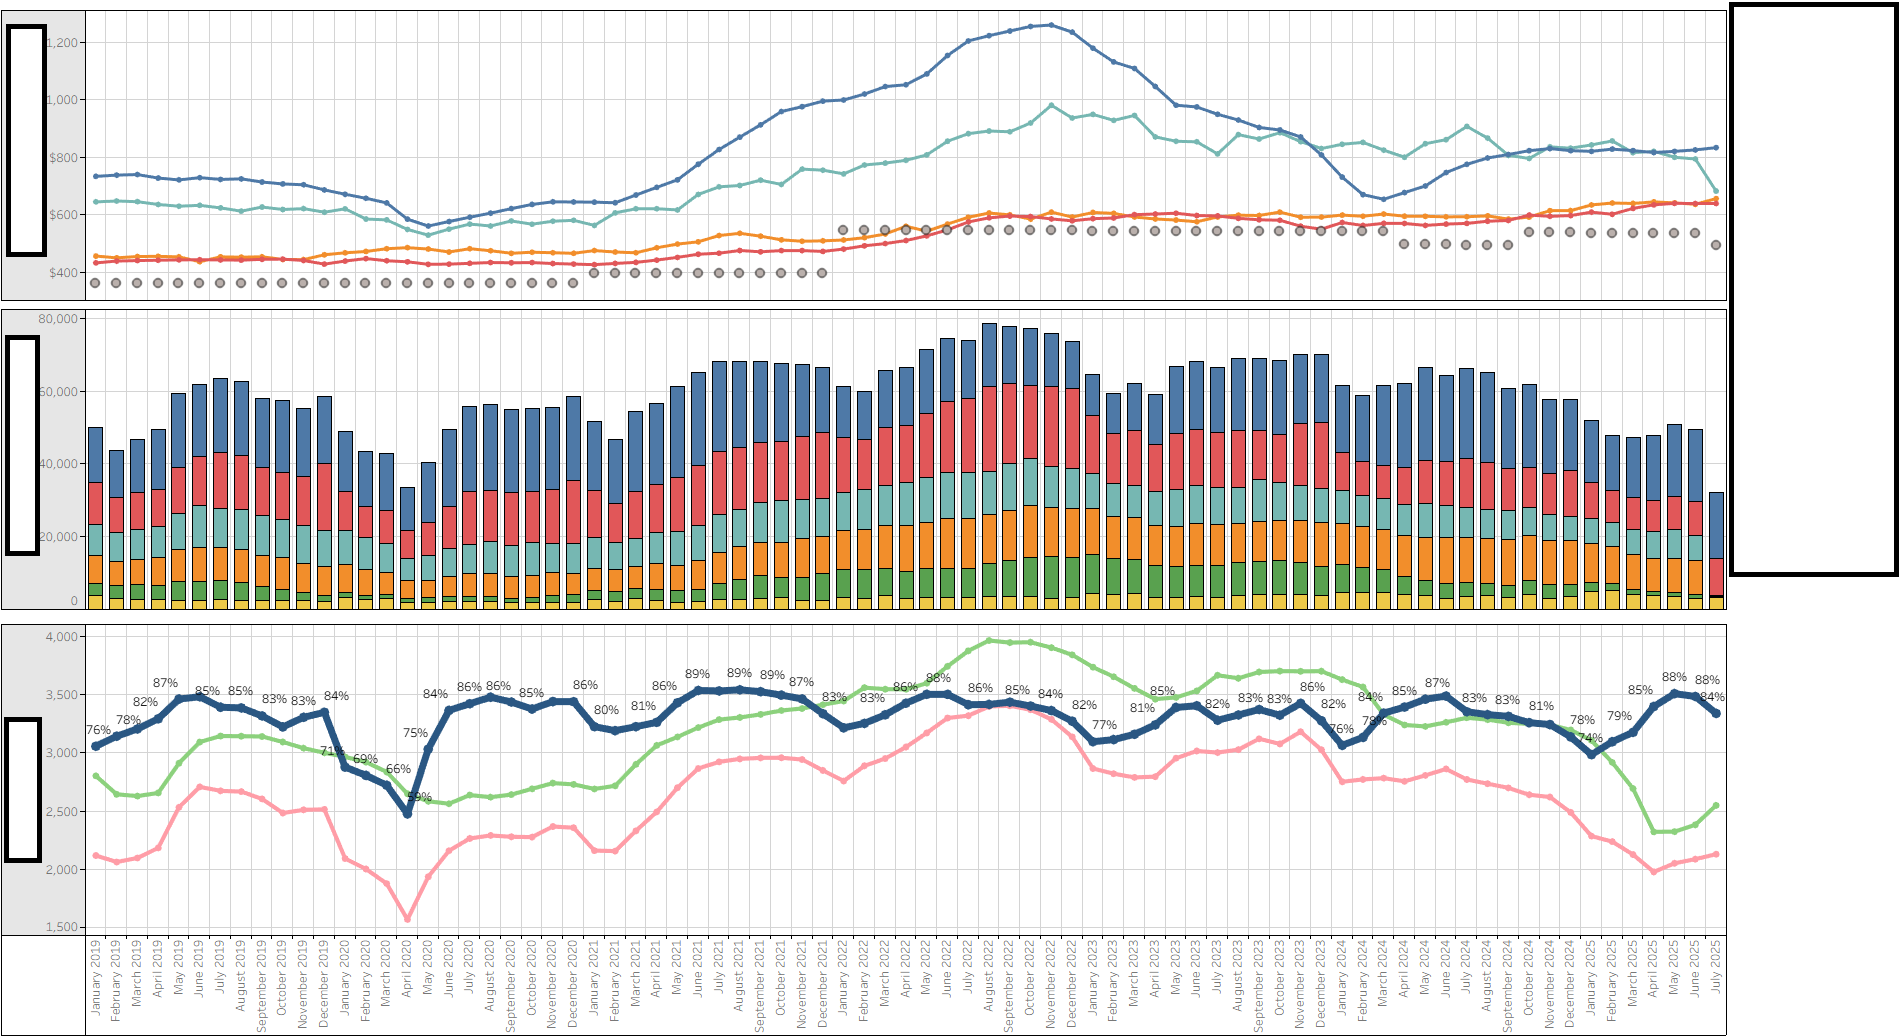 1,200
1,000
$800
$600
$400
80,000
60,000
40,000
20,000
0
4,000
3,500
3,000
2,500
2,000
1,500
76%
78%
82%
87%
85%
85%
83%
83%
84%
71%
69%
66%
59%
75%
84%
86%
86%
85%
86%
80%
81%
86%
89%
89%
89%
87%
83%
83%
86%
88%
86%
85%
84%
82%
77%
81%
85%
82%
83%
83%
86%
82%
76%
78%
84%
85%
87%
83%
83%
81%
78%
74%
79%
85%
88%
88%
84%
January 2019
February 2019
March 2019
April 2019
May 2019
June 2019
July 2019
August 2019
September 2019
October 2019
November 2019
December 2019
January 2020
February 2020
March 2020
April 2020
May 2020
June 2020
July 2020
August 2020
September 2020
October 2020
November 2020
December 2020
January 2021
February 2021
March 2021
April 2021
May 2021
June 2021
July 2021
August 2021
September 2021
October 2021
November 2021
December 2021
January 2022
February 2022
March 2022
April 2022
May 2022
June 2022
July 2022
August 2022
September 2022
October 2022
November 2022
December 2022
January 2023
February 2023
March 2023
April 2023
May 2023
June 2023
July 2023
August 2023
September 2023
October 2023
November 2023
December 2023
January 2024
February 2024
March 2024
April 2024
May 2024
June 2024
July 2024
August 2024
September 2024
October 2024
November 2024
December 2024
January 2025
February 2025
March 2025
April 2025
May 2025
June 2025
July 2025